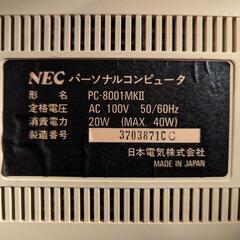 NEC パーソナルコンピュータ
形 名 PC-8001MKII
定格電圧 AC 100V 50/60Hz
消費電力 20W (MAX. 40W)
製造番号 3703871CC
日本電気株式会社
MADE IN JAPAN